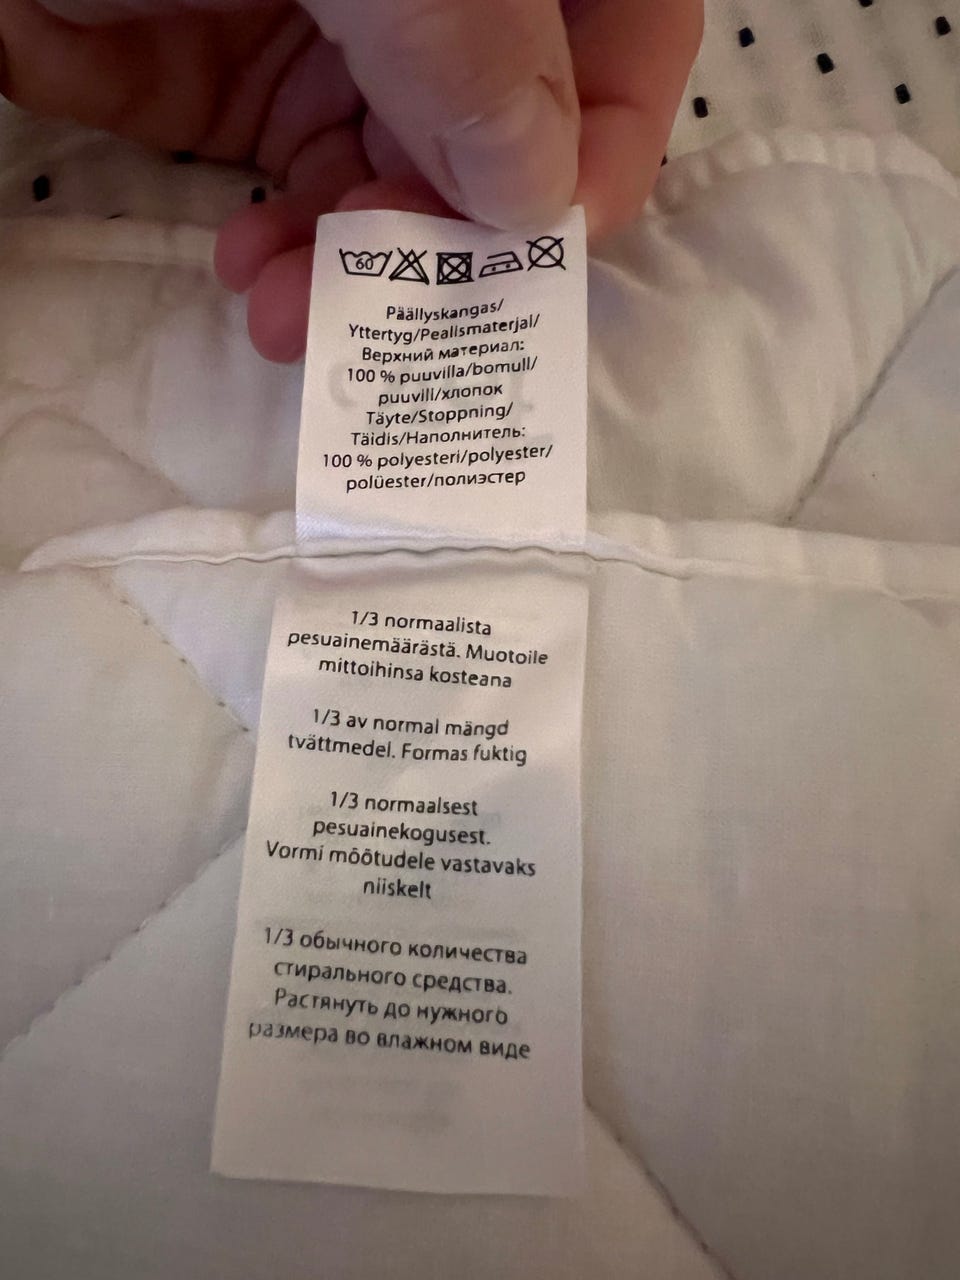 60
Päällyskangas/
Yttertyg/Pealismaterjal/
Верхний материал:
100 % puuvilla/bomull/
puuvill/хлопок
Täyte/Stoppning/
Täidis/Наполнитель:
100 % polyesteri/polyester/
polüester/полиэстер
1/3 normaalista
pesuainemäärästä. Muotoile
mittoihinsa kosteana
1/3 av normal mängd
tvättmedel. Formas fuktig
1/3 normaalsest
pesuainekogusest.
Vormi mõõtudele vastavaks
niiskelt
1/3 обычного количества
стирального средства.
Растянуть до нужного
размера во влажном виде